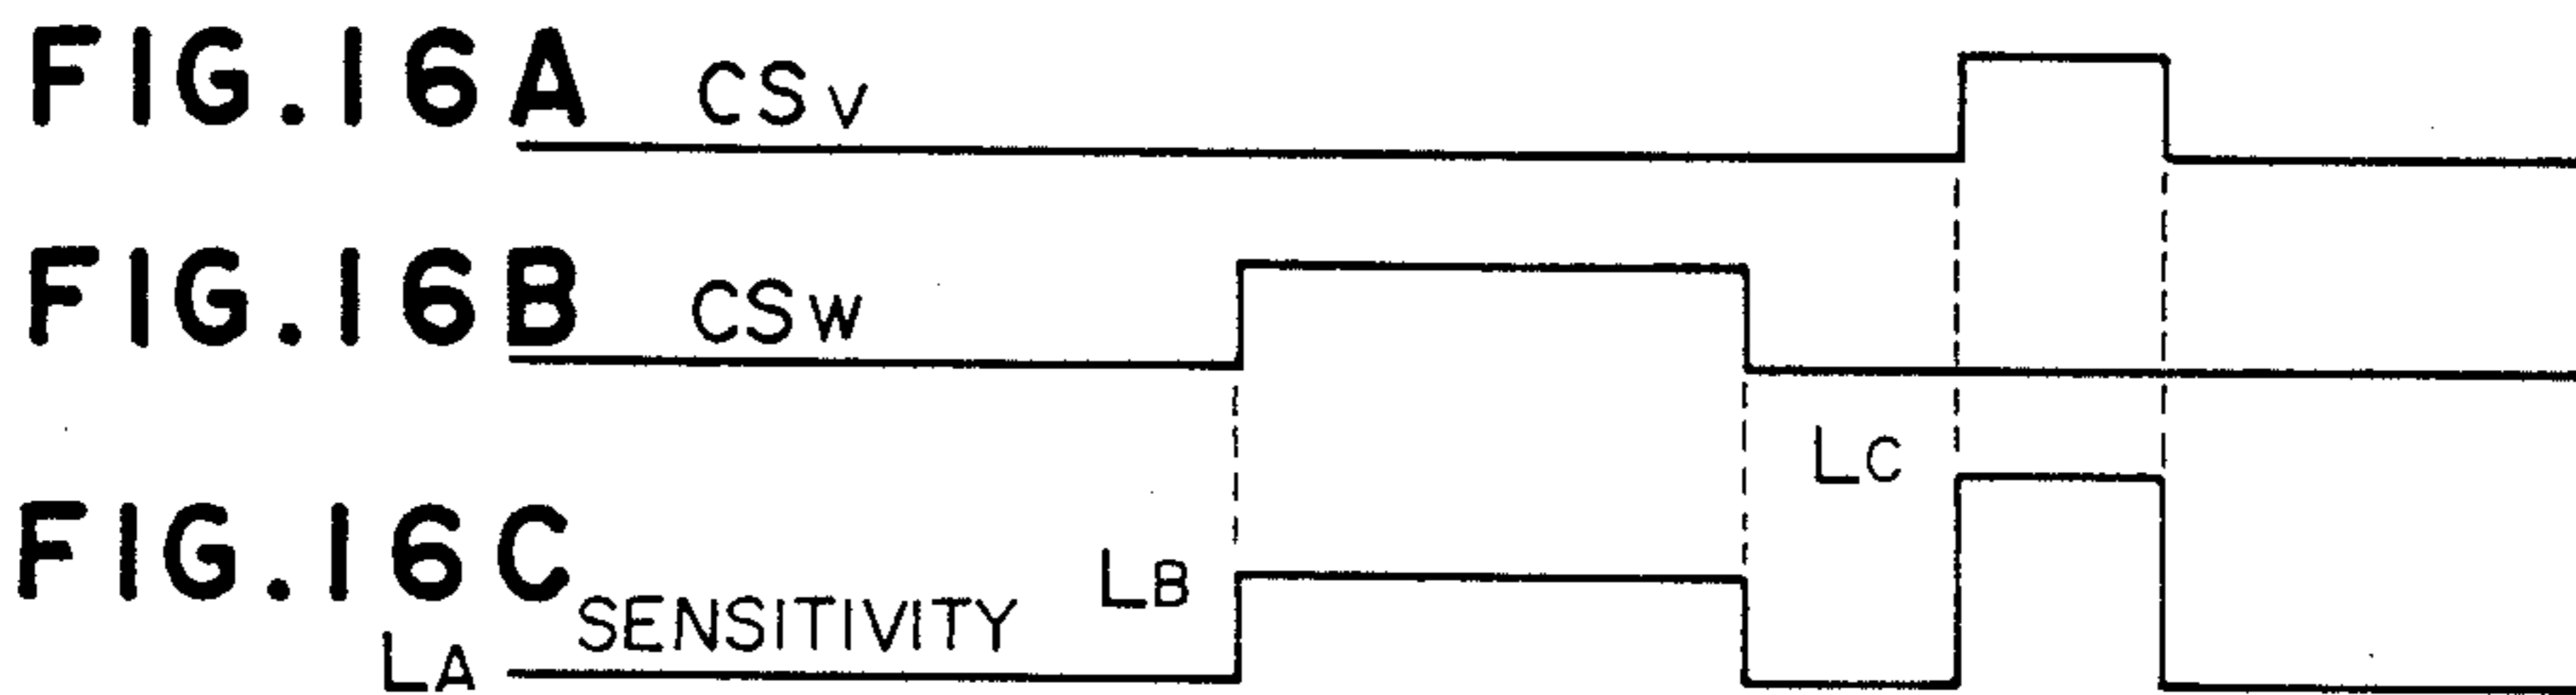 FIG.16A CSV
FIG.16B CSW
LC
FIG.16C SENSITIVITY LB
LA